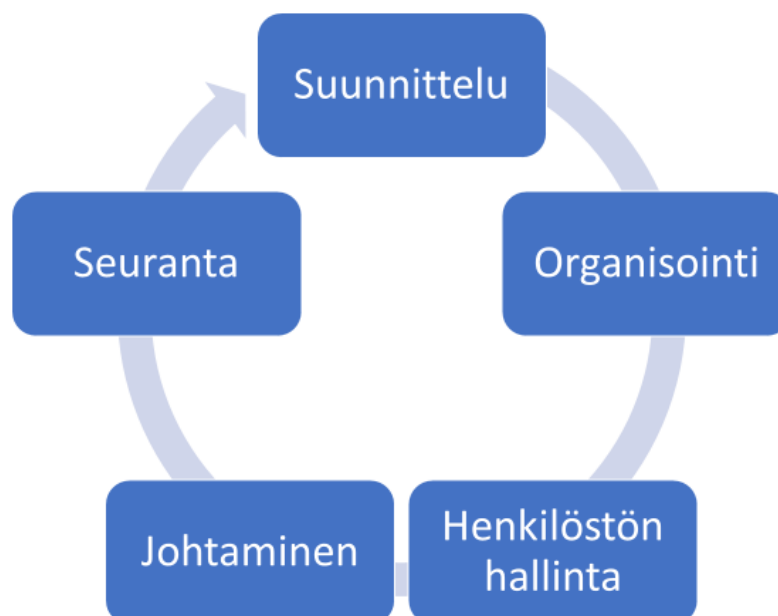 Suunnittelu
Organisointi
Henkilöstön
hallinta
Johtaminen
Seuranta